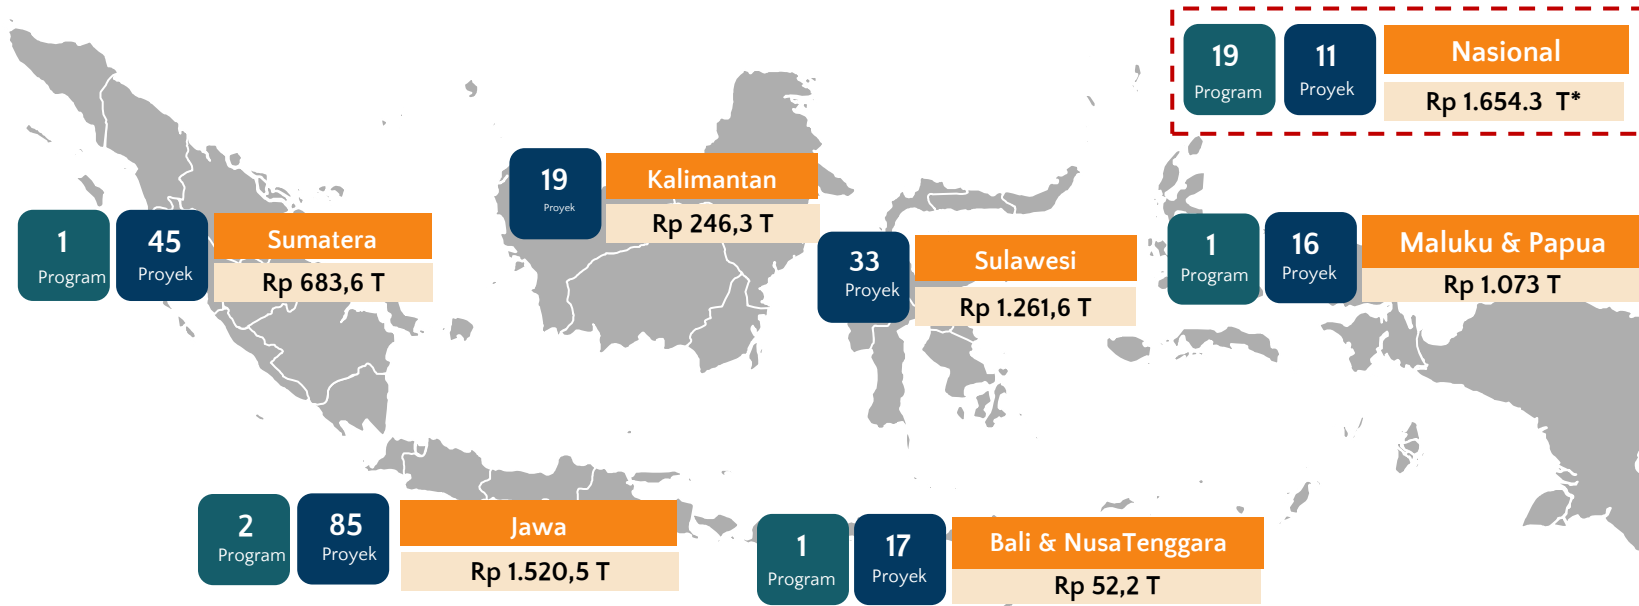 19
Program
11
Proyek
Nasional
Rp 1.654.3 T*
19
Proyek
Kalimantan
Rp 246,3 T
1
Program
45
Proyek
Sumatera
Rp 683,6 T
33
Proyek
Sulawesi
Rp 1.261,6 T
1
Program
16
Proyek
Maluku & Papua
Rp 1.073 T
2
Program
85
Proyek
Jawa
Rp 1.520,5 T
1
Program
17
Proyek
Bali & NusaTenggara
Rp 52,2 T